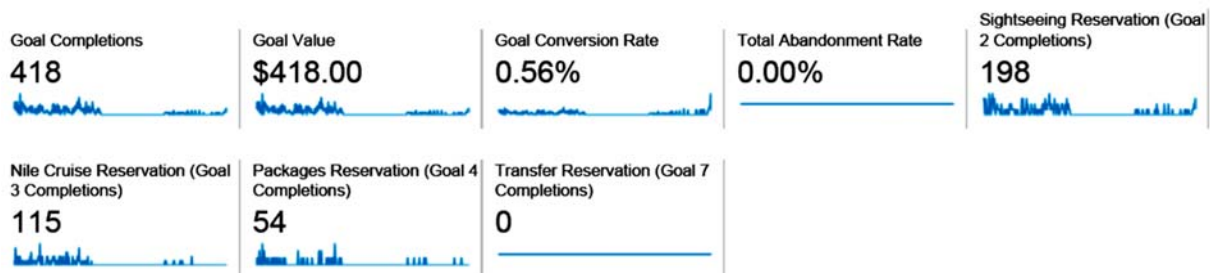 Goal Completions
418
Goal Value
$418.00
Goal Conversion Rate
0.56%
Total Abandonment Rate
0.00%
Sightseeing Reservation (Goal
2 Completions)
198
Nile Cruise Reservation (Goal
3 Completions)
115
Packages Reservation (Goal 4
Completions)
54
Transfer Reservation (Goal 7
Completions)
0